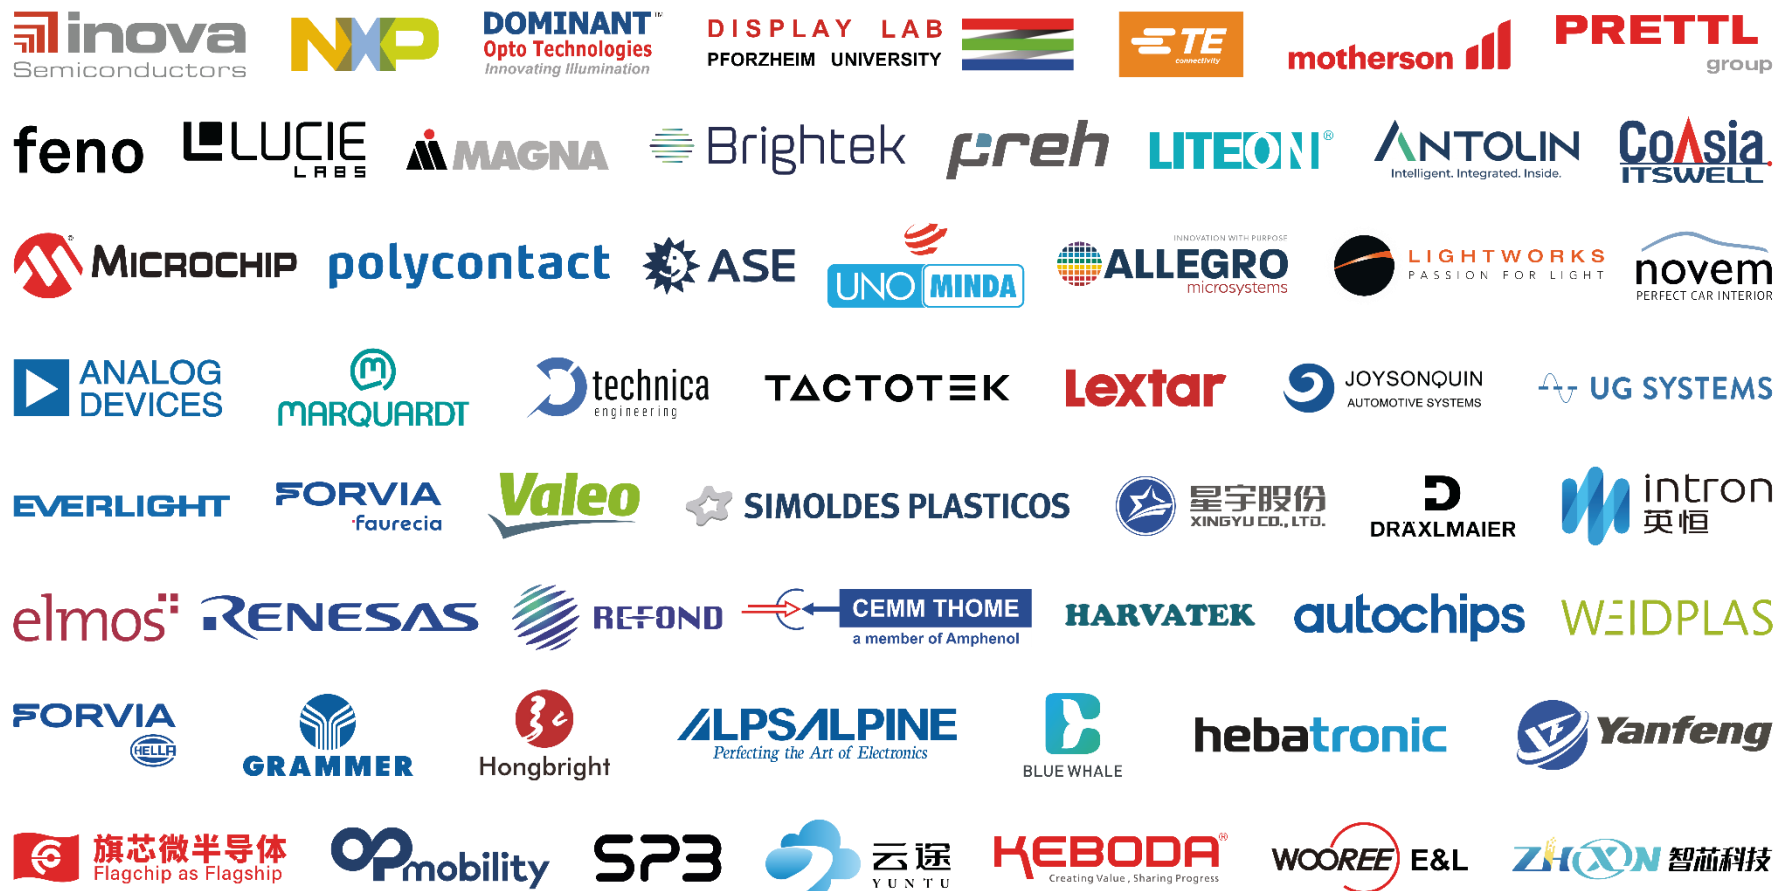 inova
Semiconductors
NXP
DOMINANT™
Opto Technologies
Innovating Illumination
DISPLAY LAB
PFORZHEIM UNIVERSITY
TE
connectivity
motherson
PRETTL
group
feno
LUCIE
LABS
MAGNA
Brightek
preh
LITEON®
ANTOLIN
Intelligent. Integrated. Inside.
CoAsia
ITSWELL
MICROCHIP
polycontact
ASE
UNO MINDA
INNOVATION WITH PURPOSE
ALLEGRO
microsystems
LIGHTWORKS
PASSION FOR LIGHT
novem
PERFECT CAR INTERIOR
ANALOG
DEVICES
MARQUARDT
technica
engineering
TACTOTEK
Lextar
JOYSONQUIN
AUTOMOTIVE SYSTEMS
UG SYSTEMS
EVERLIGHT
FORVIA
faurecia
Valeo
SIMOLDES PLASTICOS
星宇股份
XINGYU CO., LTD.
DRÄXLMAIER
intron
英恒
elmos
RENESAS
REFOND
CEMM THOME
a member of Amphenol
HARVATEK
autochips
WEIDPLAS
FORVIA
HELLA
GRAMMER
Hongbright
ALPSALPINE
Perfecting the Art of Electronics
BLUE WHALE
hebatronic
Yanfeng
旗芯微半导体
Flagchip as Flagship
OPmobility
SP3
云途
YUNTU
KEBODA®
Creating Value , Sharing Progress
WOOREE E&L
ZHIXIN 智芯科技